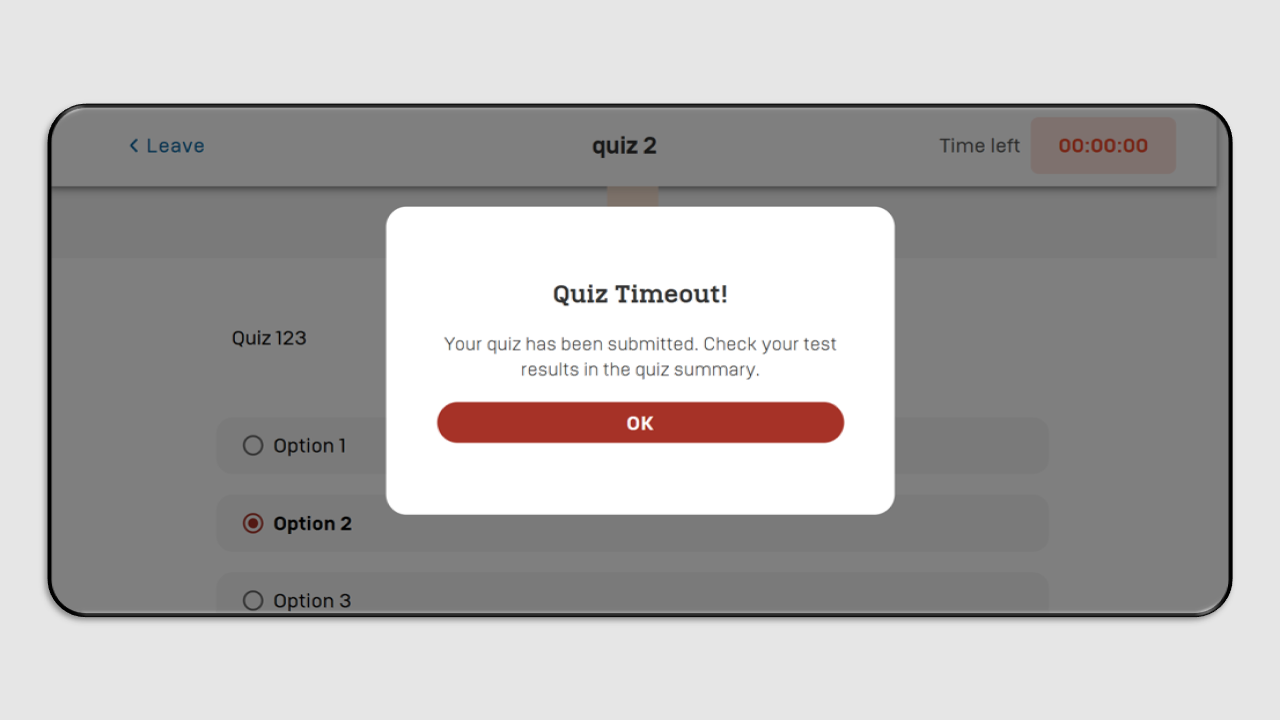 Leave
quiz 2
Time left
00:00:00
Quiz Timeout!
Your quiz has been submitted. Check your test
results in the quiz summary.
OK
Quiz 123
Option 1
Option 2
Option 3